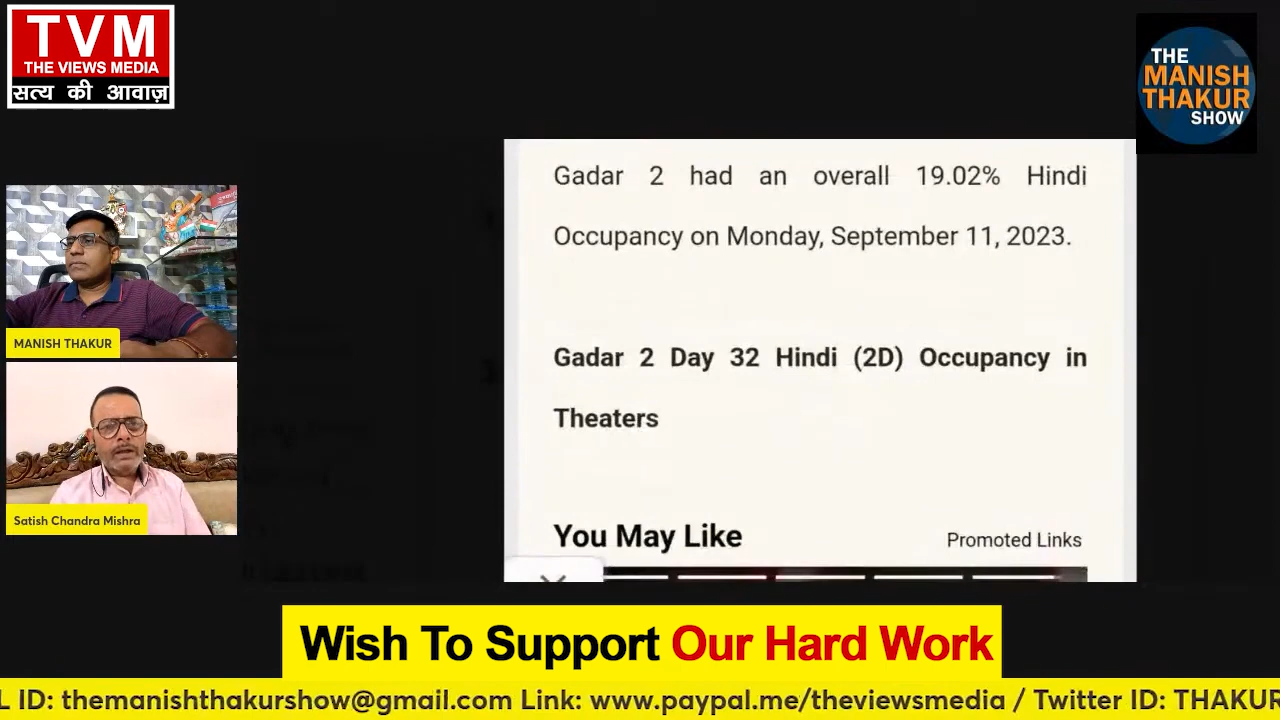 TVM
THE VIEWS MEDIA
सत्य की आवाज़
THE
MANISH
THAKUR
SHOW
Gadar 2 had an overall 19.02% Hindi
Occupancy on Monday, September 11, 2023.
Gadar 2 Day 32 Hindi (2D) Occupancy in
Theaters
You May Like
Promoted Links
MANISH THAKUR
Satish Chandra Mishra
Wish To Support Our Hard Work
L ID: themanishthakurshow@gmail.com Link: www.paypal.me/theviewsmedia / Twitter ID: THAKUR